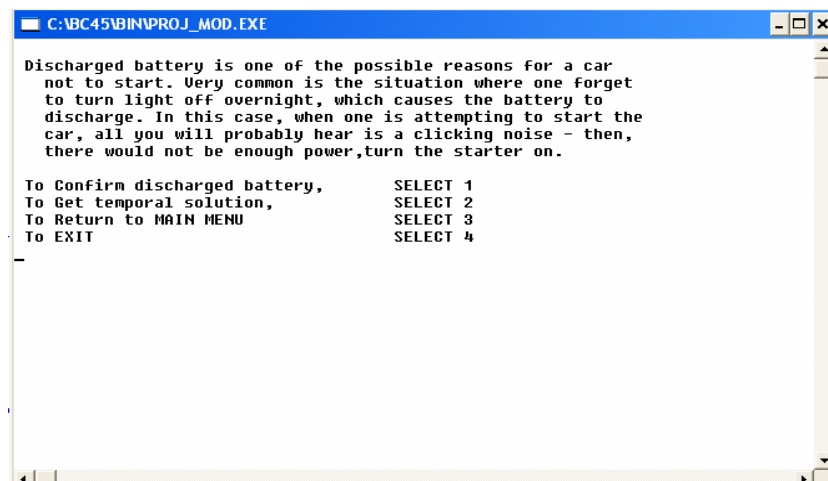 C:\BC45\BIN\PROJ_MOD.EXE
Discharged battery is one of the possible reasons for a car
not to start. Very common is the situation where one forget
to turn light off overnight, which causes the battery to
discharge. In this case, when one is attempting to start the
car, all you will probably hear is a clicking noise - then,
there would not be enough power,turn the starter on.
To Confirm discharged battery, SELECT 1
To Get temporal solution, SELECT 2
To Return to MAIN MENU SELECT 3
To EXIT SELECT 4